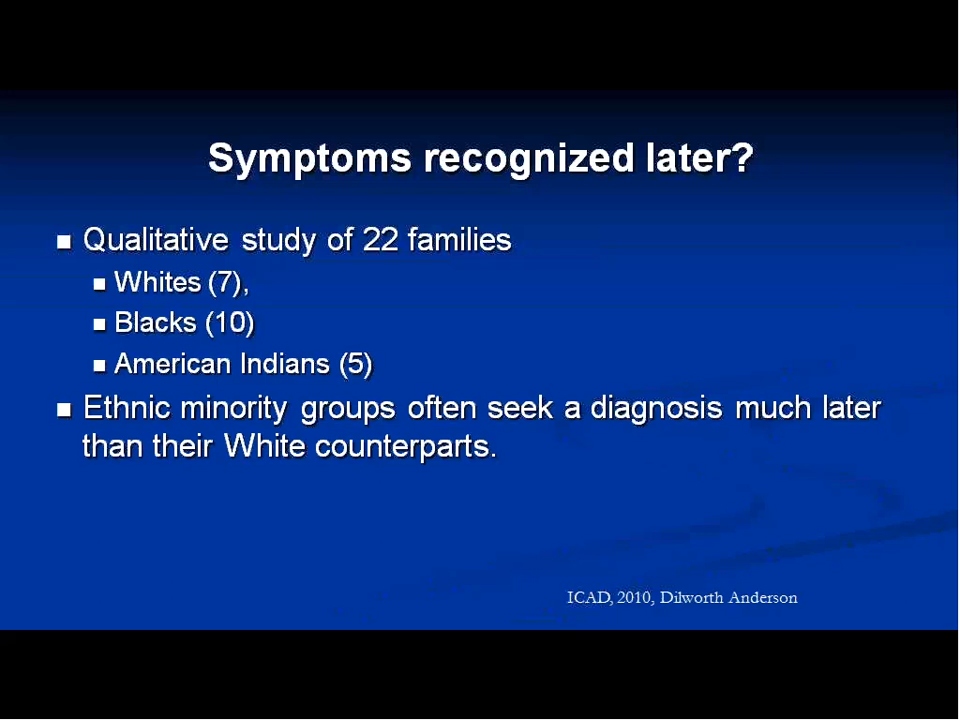 Symptoms recognized later?
Qualitative study of 22 families
Whites (7),
Blacks (10)
American Indians (5)
Ethnic minority groups often seek a diagnosis much later
than their White counterparts.
ICAD, 2010, Dilworth Anderson